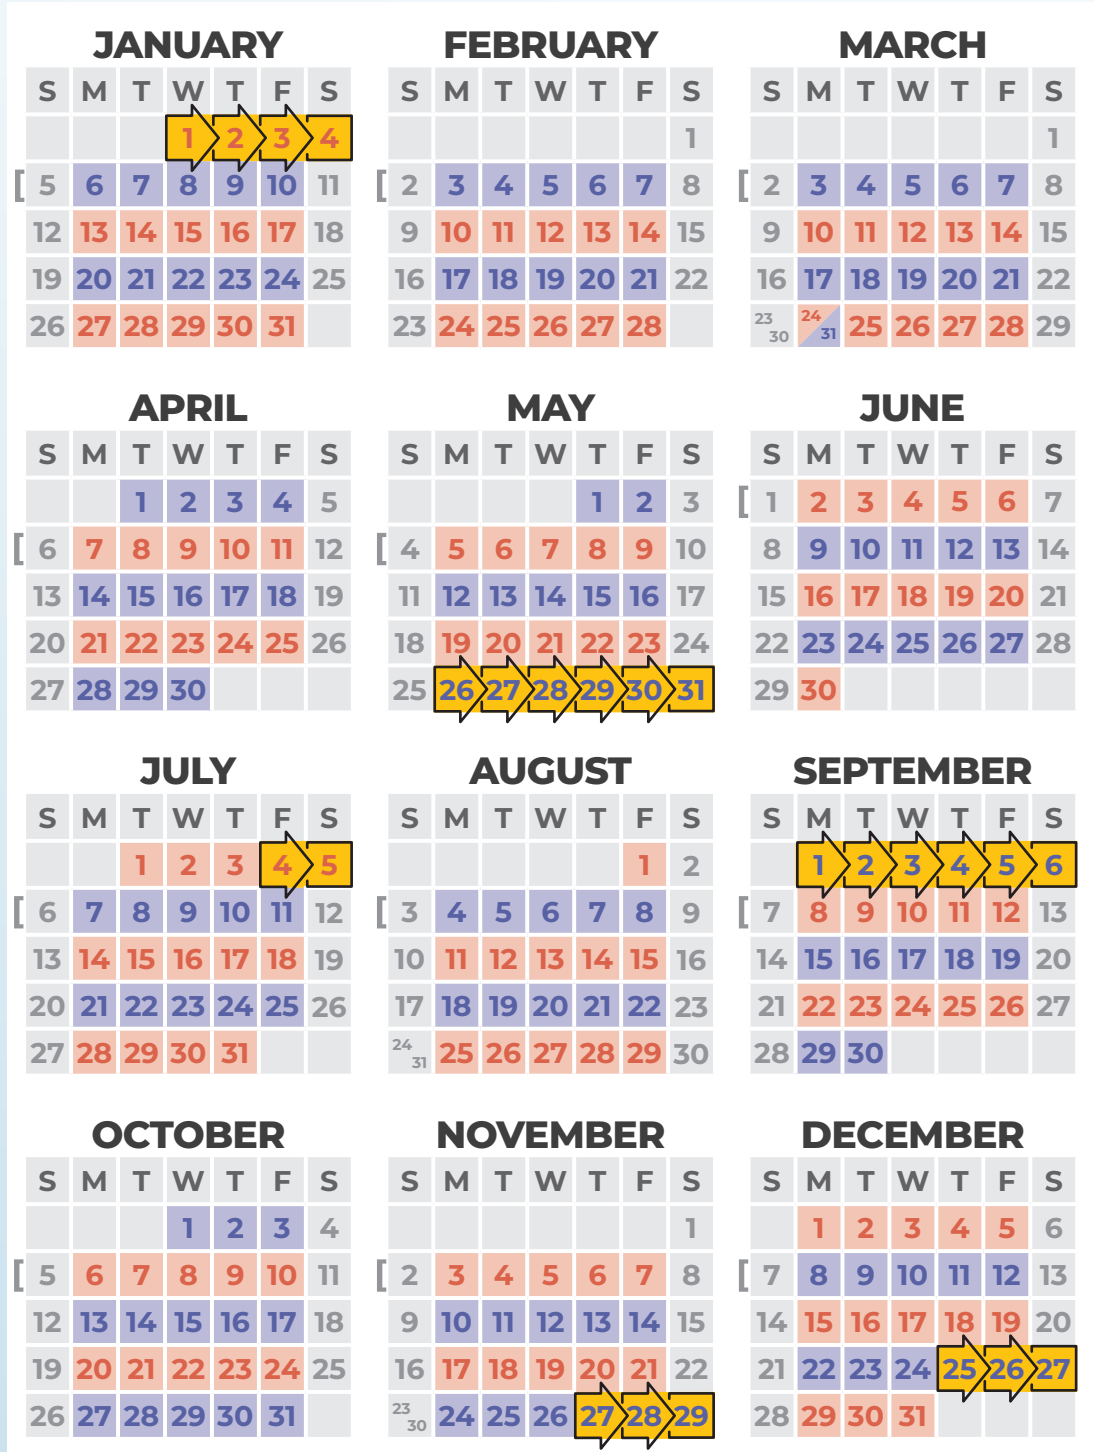 JANUARY FEBRUARY MARCH
S M T W T F S S M T W T F S S M T W T F S
1 2 3 4 1 1
[ 5 6 7 8 9 10 11 [ 2 3 4 5 6 7 8 [ 2 3 4 5 6 7 8
12 13 14 15 16 17 18 9 10 11 12 13 14 15 9 10 11 12 13 14 15
19 20 21 22 23 24 25 16 17 18 19 20 21 22 16 17 18 19 20 21 22
26 27 28 29 30 31 23 24 25 26 27 28 23 30 24 31 25 26 27 28 29
APRIL MAY JUNE
S M T W T F S S M T W T F S S M T W T F S
1 2 3 4 5 1 2 3 [ 1 2 3 4 5 6 7
[ 6 7 8 9 10 11 12 [ 4 5 6 7 8 9 10 8 9 10 11 12 13 14
13 14 15 16 17 18 19 11 12 13 14 15 16 17 15 16 17 18 19 20 21
20 21 22 23 24 25 26 18 19 20 21 22 23 24 22 23 24 25 26 27 28
27 28 29 30 25 26 27 28 29 30 31 29 30
JULY AUGUST SEPTEMBER
S M T W T F S S M T W T F S S M T W T F S
1 2 3 4 5 1 2 1 2 3 4 5 6
[ 6 7 8 9 10 11 12 [ 3 4 5 6 7 8 9 [ 7 8 9 10 11 12 13
13 14 15 16 17 18 19 10 11 12 13 14 15 16 14 15 16 17 18 19 20
20 21 22 23 24 25 26 17 18 19 20 21 22 23 21 22 23 24 25 26 27
27 28 29 30 31 24 31 25 26 27 28 29 30 28 29 30
OCTOBER NOVEMBER DECEMBER
S M T W T F S S M T W T F S S M T W T F S
1 2 3 4 1 1 2 3 4 5 6
[ 5 6 7 8 9 10 11 [ 2 3 4 5 6 7 8 [ 7 8 9 10 11 12 13
12 13 14 15 16 17 18 9 10 11 12 13 14 15 14 15 16 17 18 19 20
19 20 21 22 23 24 25 16 17 18 19 20 21 22 21 22 23 24 25 26 27
26 27 28 29 30 31 23 30 24 25 26 27 28 29 28 29 30 31